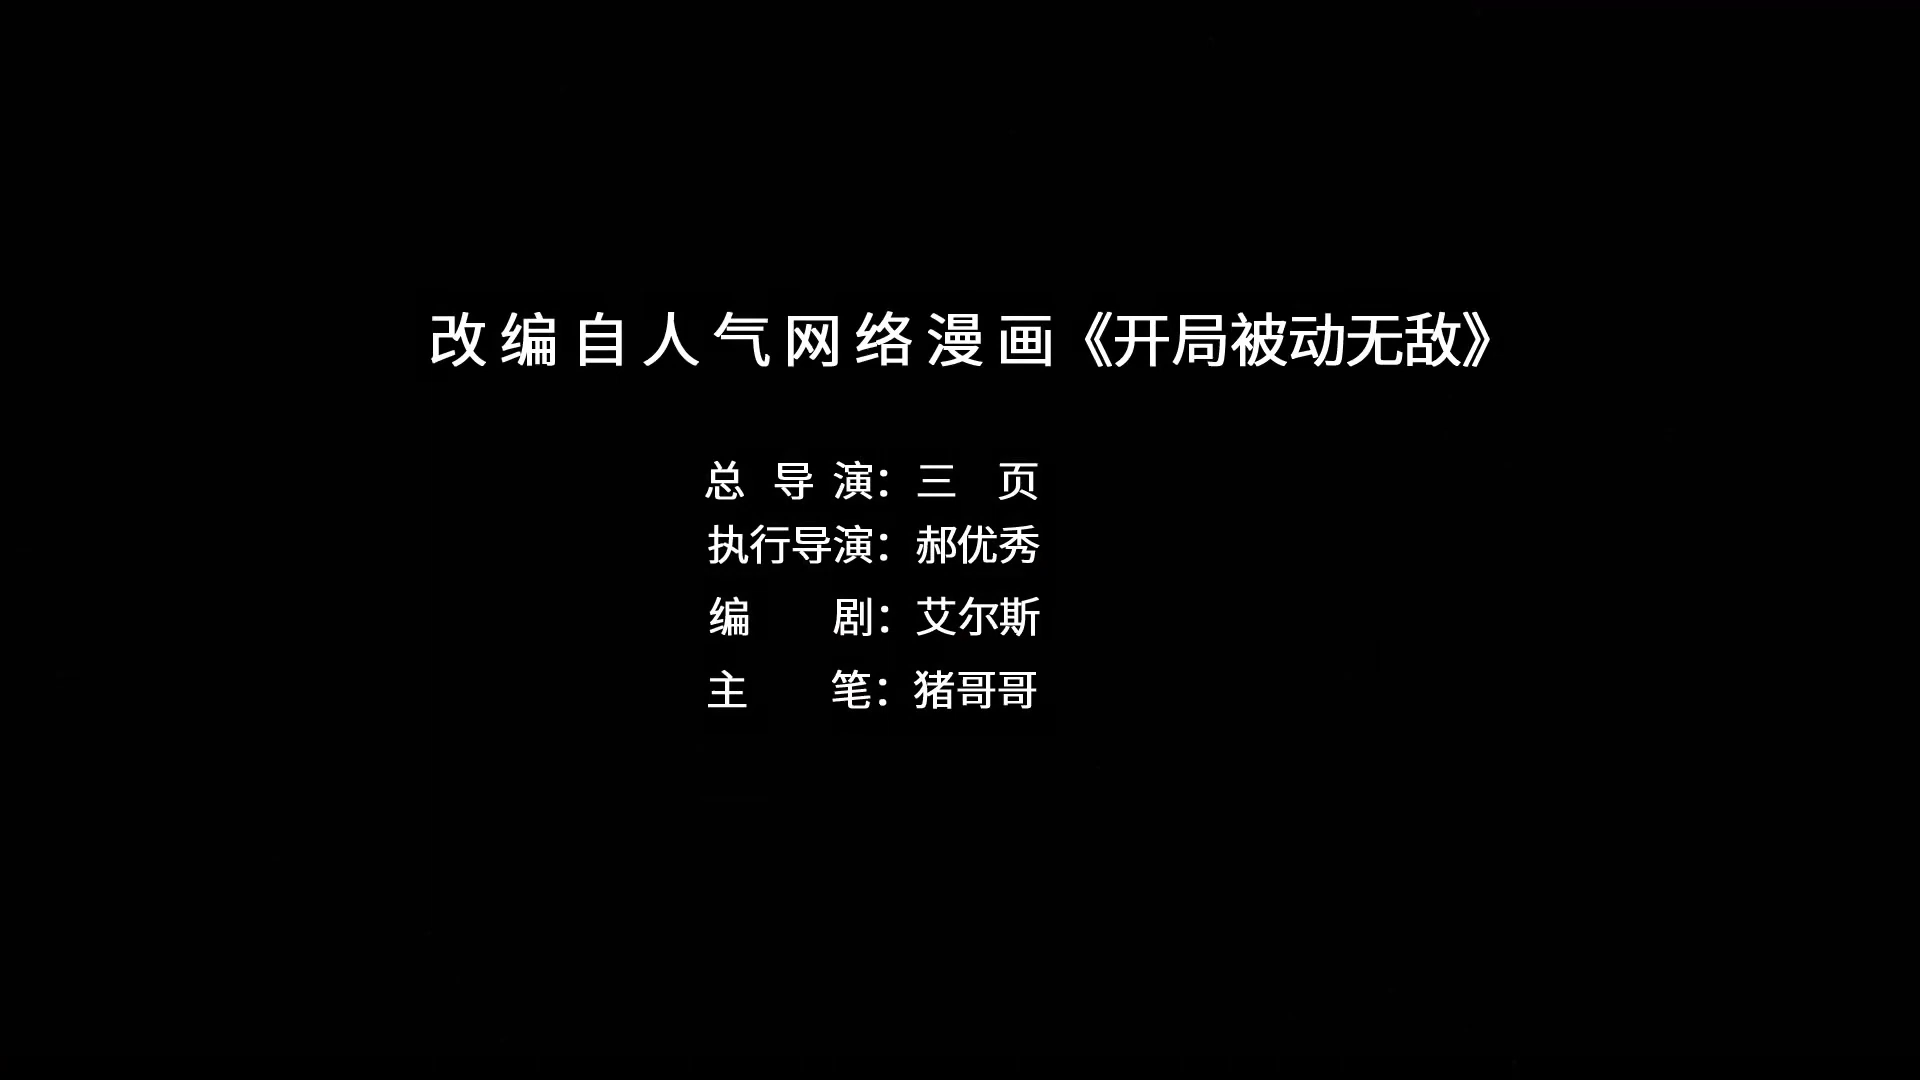 改编自人气网络漫画《开局被动无敌》
总导演：三 页
执行导演：郝优秀
编 剧：艾尔斯
主 笔：猪哥哥